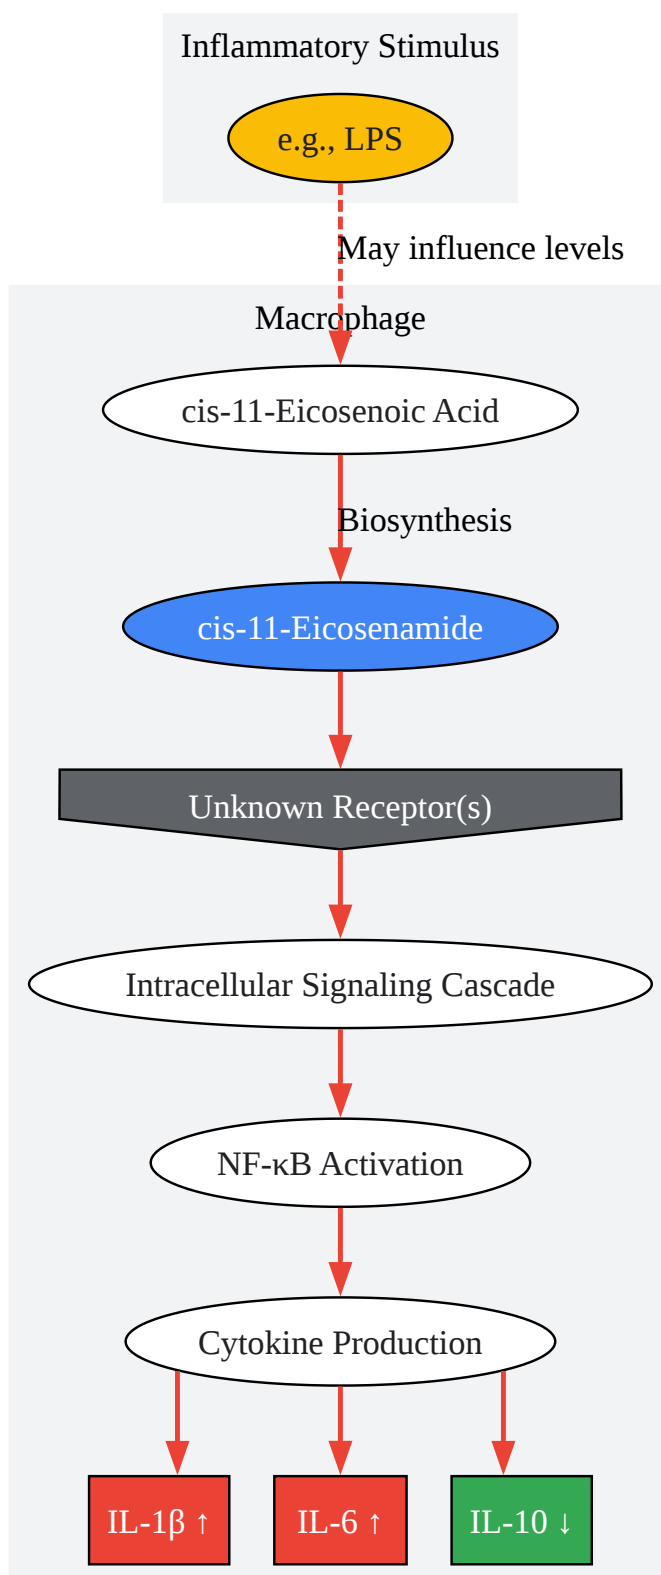 Inflammatory Stimulus
e.g., LPS
May influence levels
Macrophage
cis-11-Eicosenoic Acid
Biosynthesis
cis-11-Eicosenamide
Unknown Receptor(s)
Intracellular Signaling Cascade
NF-κB Activation
Cytokine Production
IL-1β ↑
IL-6 ↑
IL-10 ↓